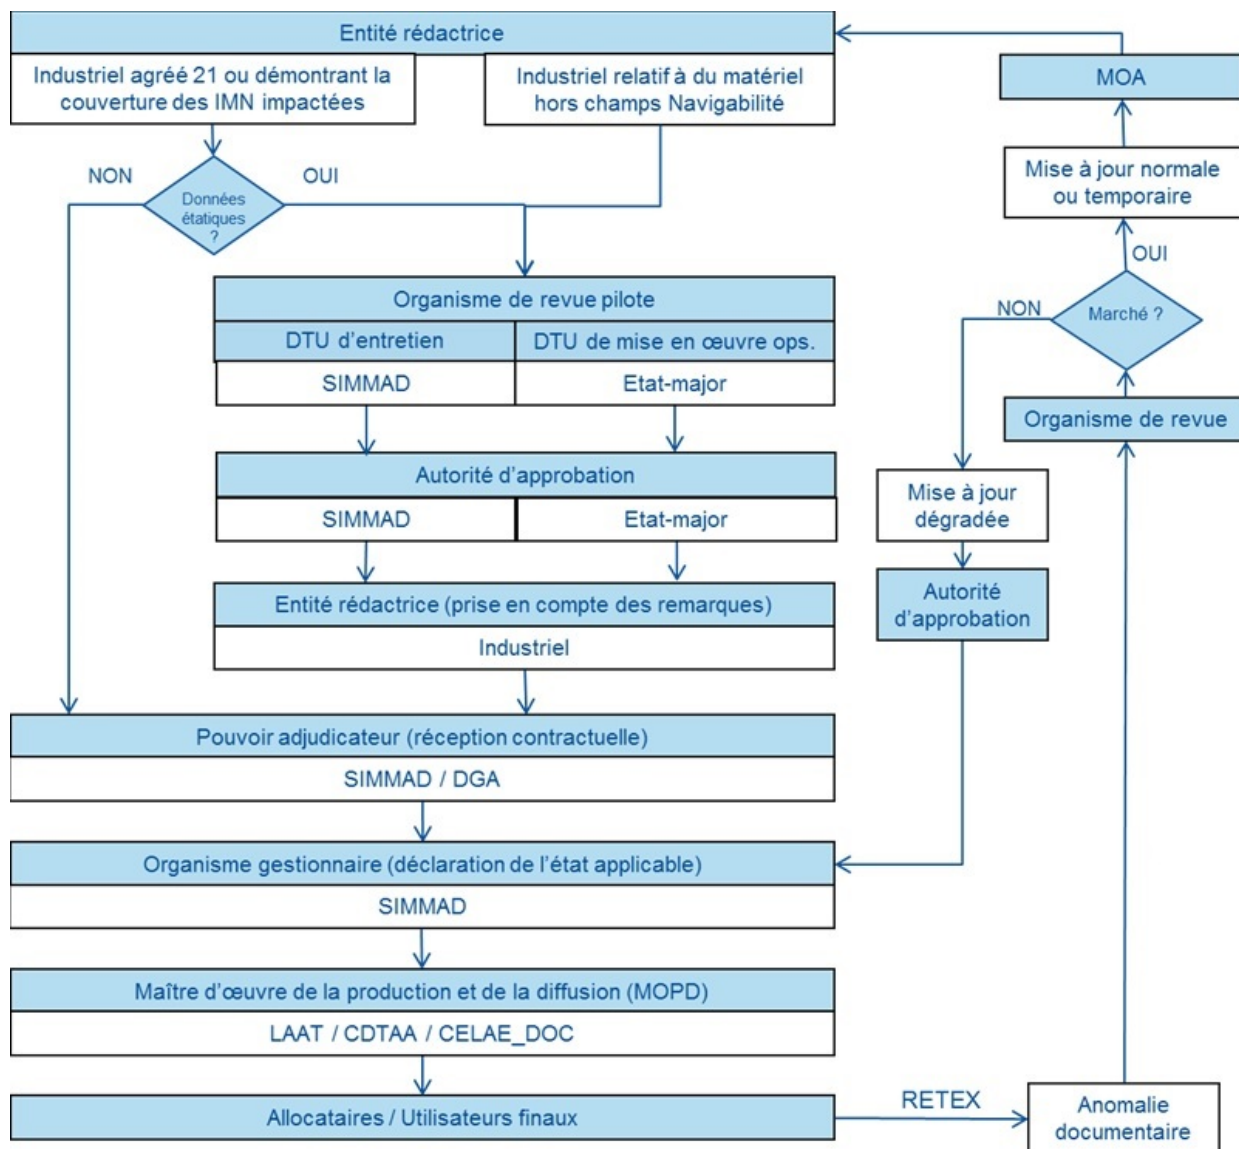 Entité rédactrice
Industriel agréé 21 ou démontrant la
couverture des IMN impactées
Industriel relatif à du matériel
hors champs Navigabilité
MOA
Mise à jour normale
ou temporaire
NON
OUI
Données
étatiques
?
OUI
Marché ?
NON
Organisme de revue pilote
DTU d'entretien
DTU de mise en œuvre ops.
SIMMAD
Etat-major
Organisme de revue
Autorité d'approbation
SIMMAD
Etat-major
Mise à jour
dégradée
Entité rédactrice (prise en compte des remarques)
Industriel
Autorité
d'approbation
Pouvoir adjudicateur (réception contractuelle)
SIMMAD / DGA
Organisme gestionnaire (déclaration de l'état applicable)
SIMMAD
Maître d'œuvre de la production et de la diffusion (MOPD)
LAAT / CDTAA / CELAE_DOC
Allocataires / Utilisateurs finaux
RETEX
Anomalie
documentaire